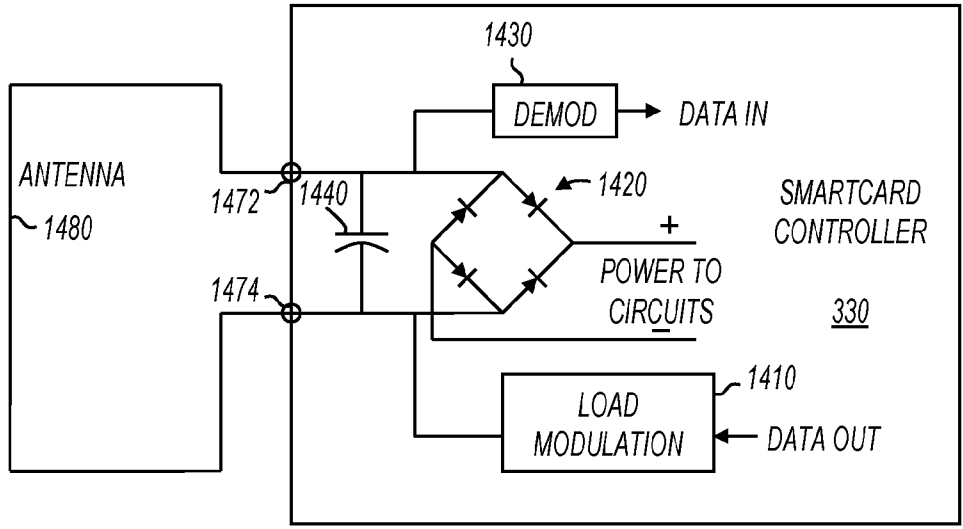 1430
DEMOD
DATA IN
ANTENNA
1472
1440
1420
SMARTCARD
CONTROLLER
1480
+
1474
POWER TO
CIRCUITS
–
330
1410
LOAD
MODULATION
DATA OUT